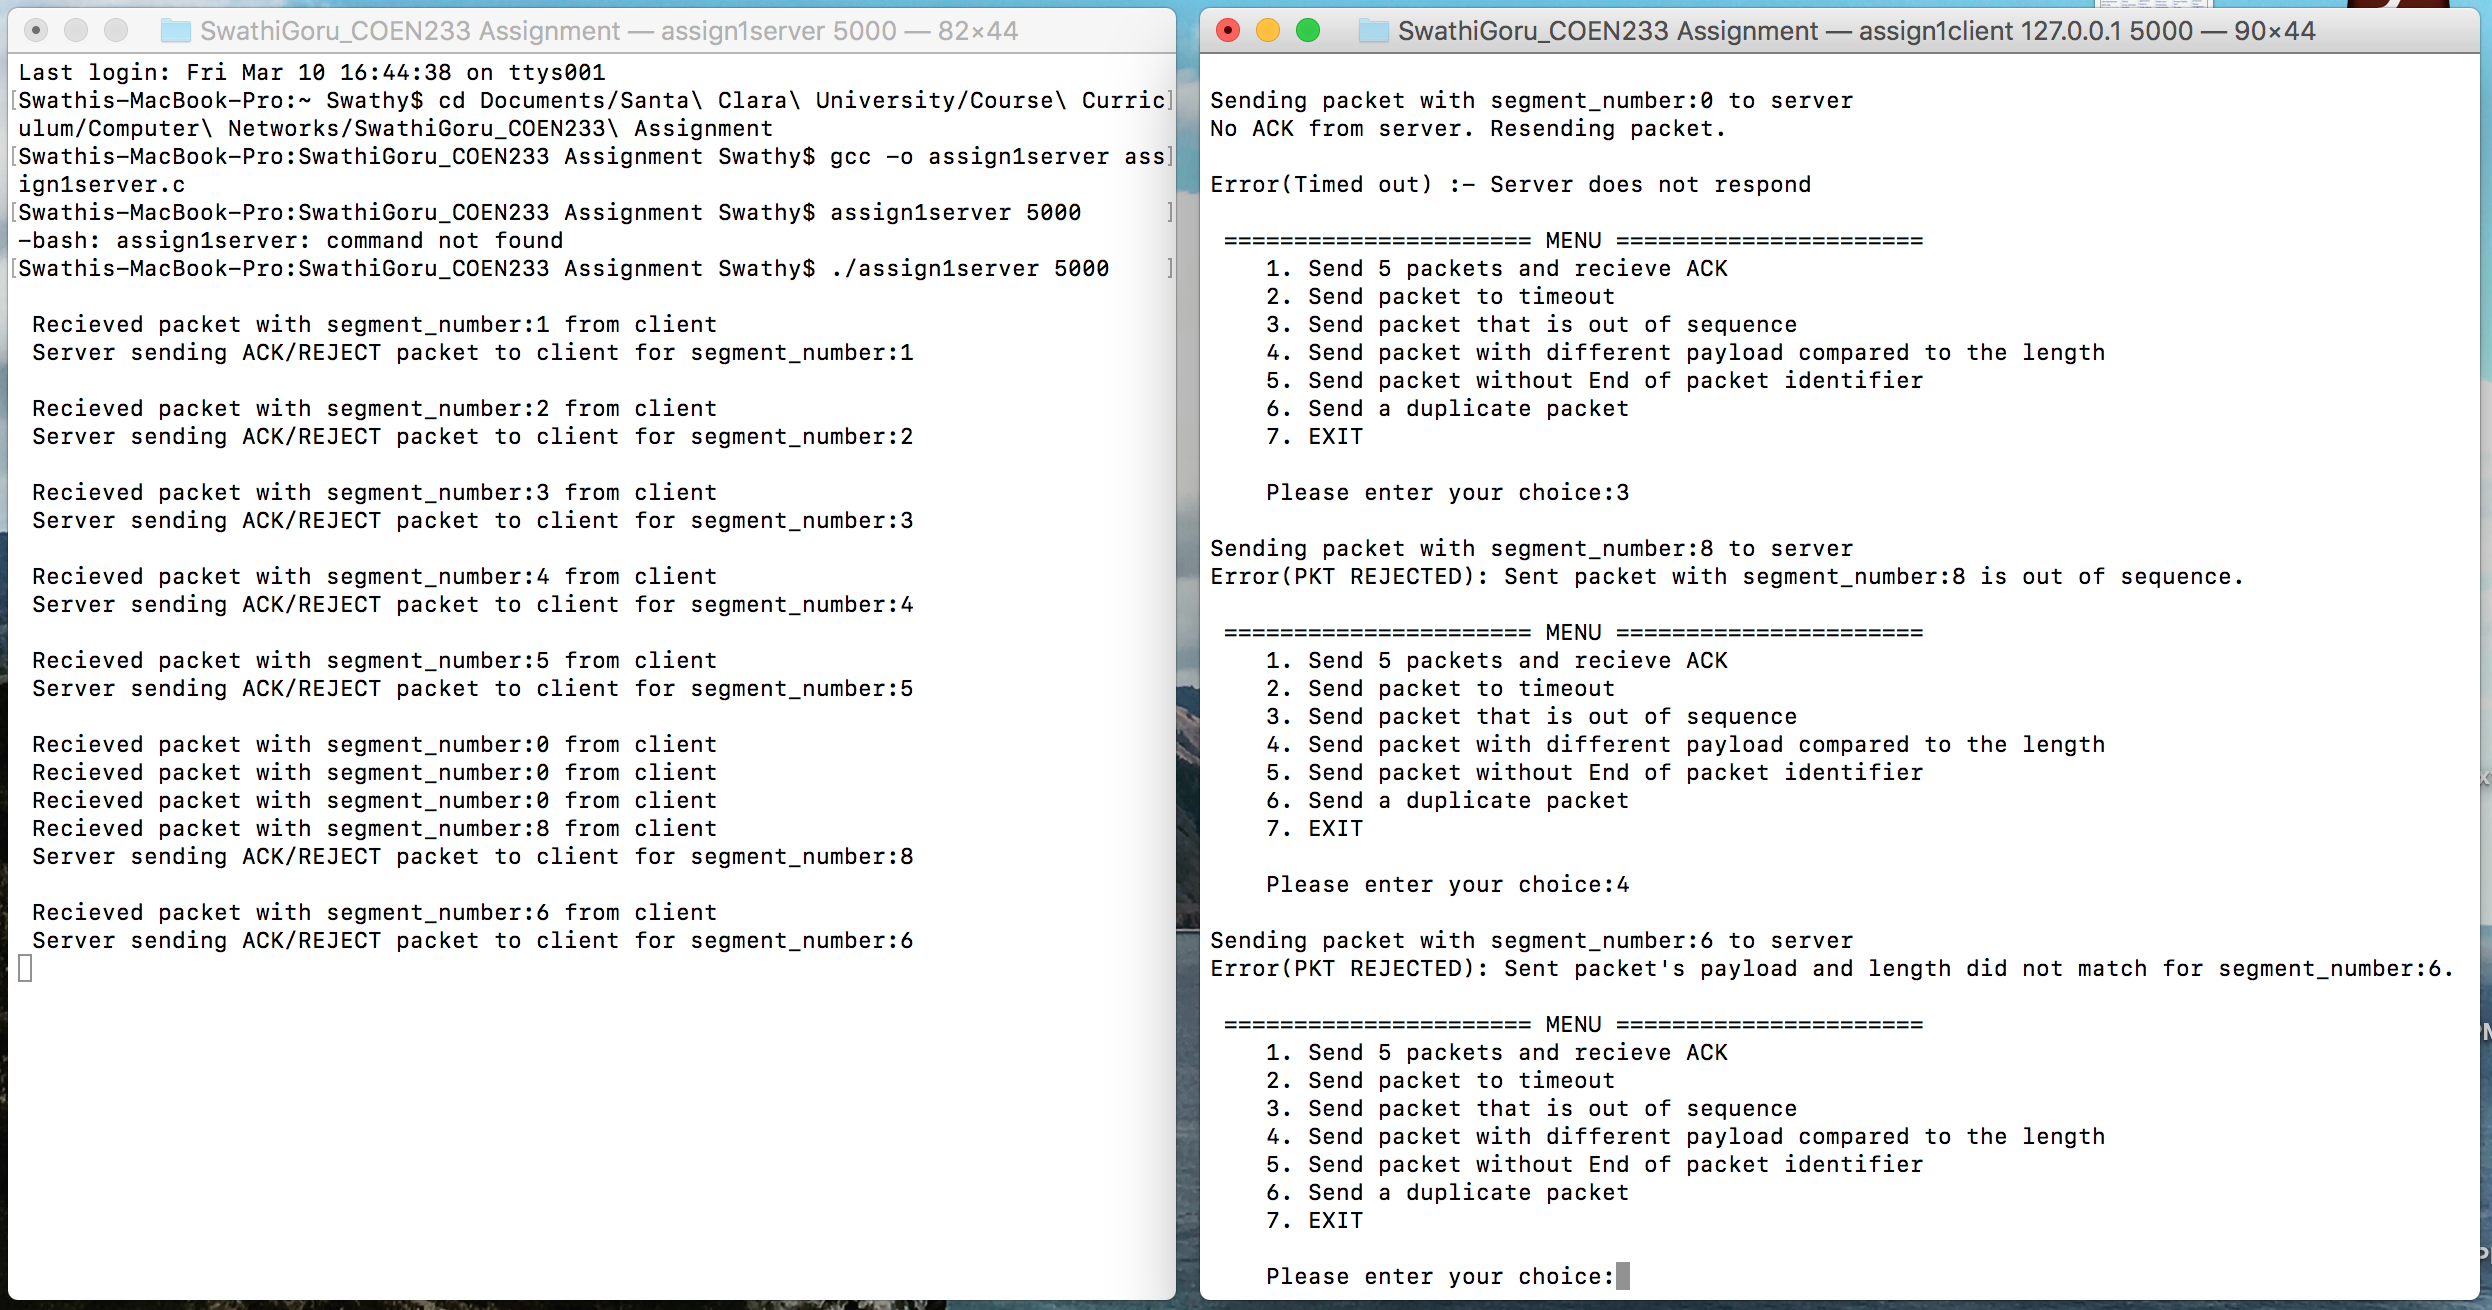 SwathiGoru_COEN233 Assignment — assign1server 5000 — 82×44
Last login: Fri Mar 10 16:44:38 on ttys001
[Swathis-MacBook-Pro:~ Swathy$ cd Documents/Santa\ Clara\ University/Course\ Curric]
ulum/Computer\ Networks/SwathiGoru_COEN233\ Assignment
[Swathis-MacBook-Pro:SwathiGoru_COEN233 Assignment Swathy$ gcc -o assign1server ass]
ign1server.c
[Swathis-MacBook-Pro:SwathiGoru_COEN233 Assignment Swathy$ assign1server 5000 ]
-bash: assign1server: command not found
[Swathis-MacBook-Pro:SwathiGoru_COEN233 Assignment Swathy$ ./assign1server 5000 ]
Recieved packet with segment_number:1 from client
Server sending ACK/REJECT packet to client for segment_number:1
Recieved packet with segment_number:2 from client
Server sending ACK/REJECT packet to client for segment_number:2
Recieved packet with segment_number:3 from client
Server sending ACK/REJECT packet to client for segment_number:3
Recieved packet with segment_number:4 from client
Server sending ACK/REJECT packet to client for segment_number:4
Recieved packet with segment_number:5 from client
Server sending ACK/REJECT packet to client for segment_number:5
Recieved packet with segment_number:0 from client
Recieved packet with segment_number:0 from client
Recieved packet with segment_number:0 from client
Recieved packet with segment_number:8 from client
Server sending ACK/REJECT packet to client for segment_number:8
Recieved packet with segment_number:6 from client
Server sending ACK/REJECT packet to client for segment_number:6
SwathiGoru_COEN233 Assignment — assign1client 127.0.0.1 5000 — 90×44
Sending packet with segment_number:0 to server
No ACK from server. Resending packet.
Error(Timed out) :- Server does not respond
====================== MENU ======================
1. Send 5 packets and recieve ACK
2. Send packet to timeout
3. Send packet that is out of sequence
4. Send packet with different payload compared to the length
5. Send packet without End of packet identifier
6. Send a duplicate packet
7. EXIT
Please enter your choice:3
Sending packet with segment_number:8 to server
Error(PKT REJECTED): Sent packet with segment_number:8 is out of sequence.
====================== MENU ======================
1. Send 5 packets and recieve ACK
2. Send packet to timeout
3. Send packet that is out of sequence
4. Send packet with different payload compared to the length
5. Send packet without End of packet identifier
6. Send a duplicate packet
7. EXIT
Please enter your choice:4
Sending packet with segment_number:6 to server
Error(PKT REJECTED): Sent packet's payload and length did not match for segment_number:6.
====================== MENU ======================
1. Send 5 packets and recieve ACK
2. Send packet to timeout
3. Send packet that is out of sequence
4. Send packet with different payload compared to the length
5. Send packet without End of packet identifier
6. Send a duplicate packet
7. EXIT
Please enter your choice: